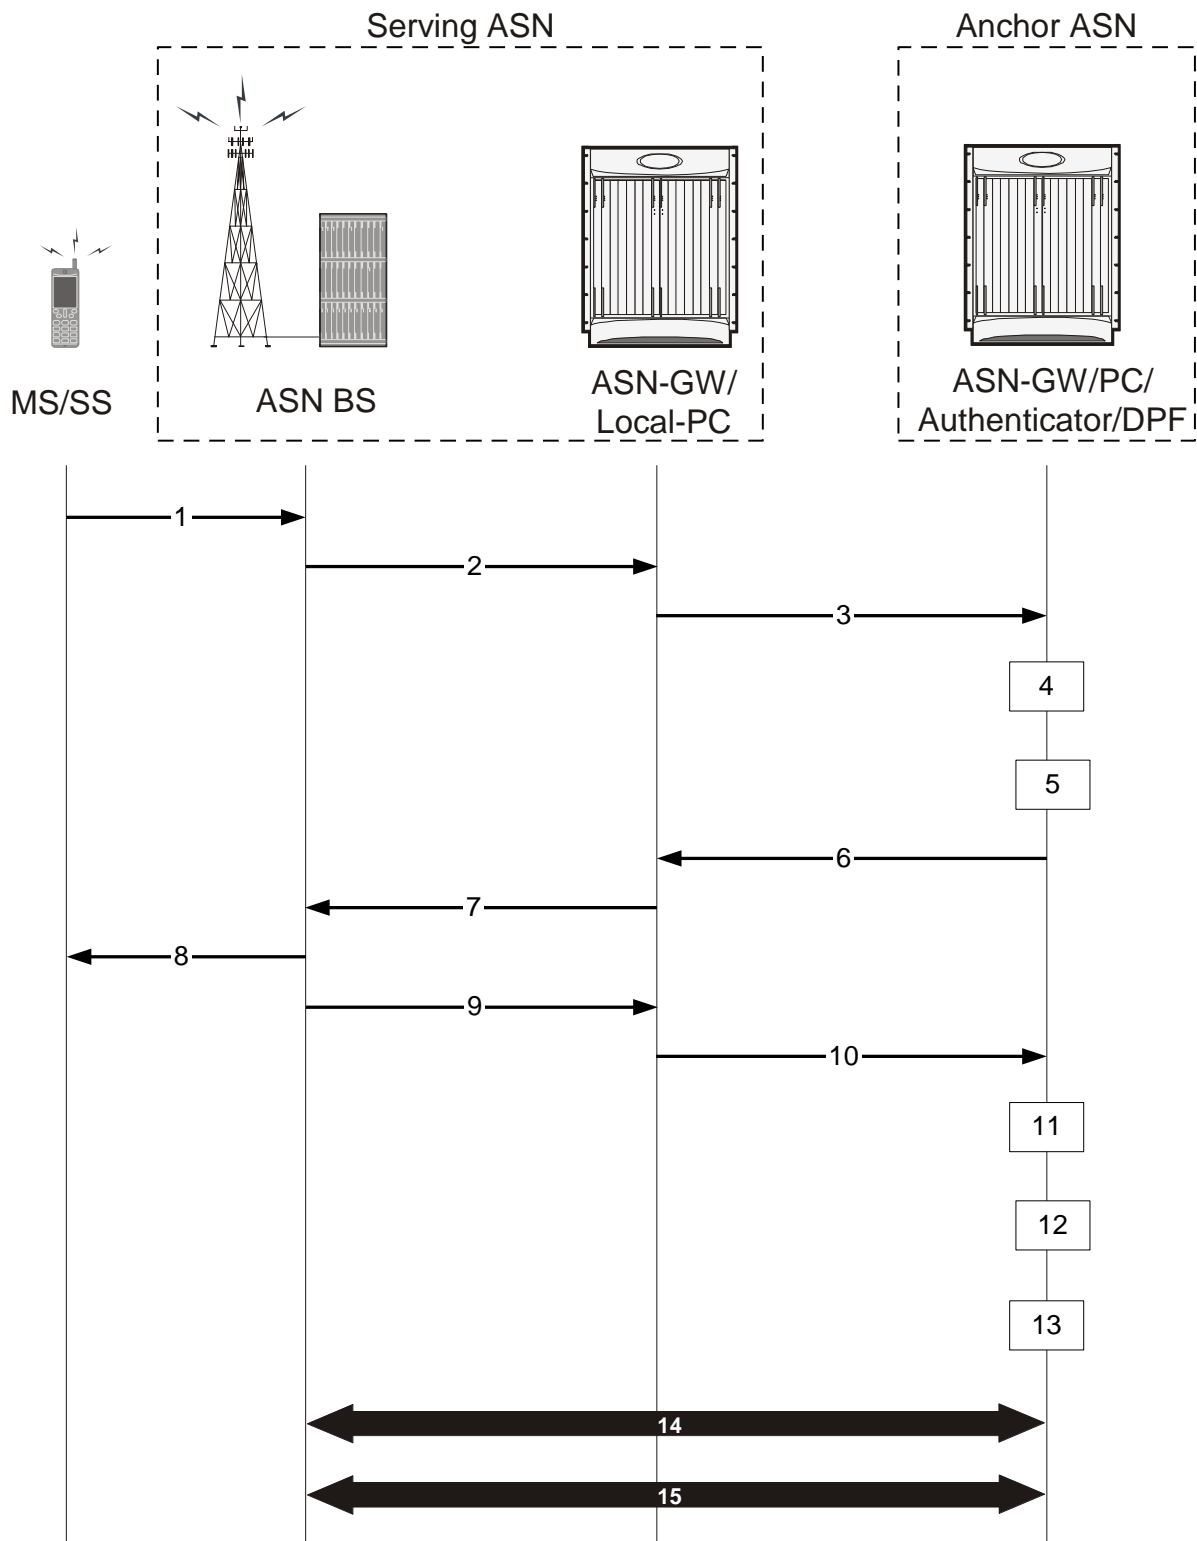 Serving ASN
Anchor ASN
MS/SS
ASN BS
ASN-GW/
Local-PC
ASN-GW/PC/
Authenticator/DPF
1
2
3
4
5
6
7
8
9
10
11
12
13
14
15